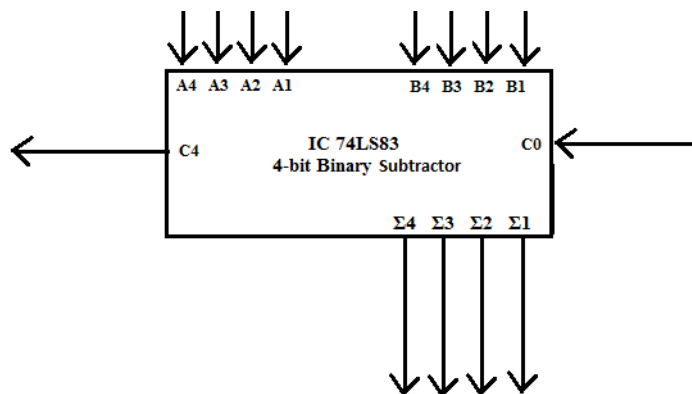 A4 A3 A2 A1 B4 B3 B2 B1
C4 IC 74LS83 C0
4-bit Binary Subtractor
Σ4 Σ3 Σ2 Σ1